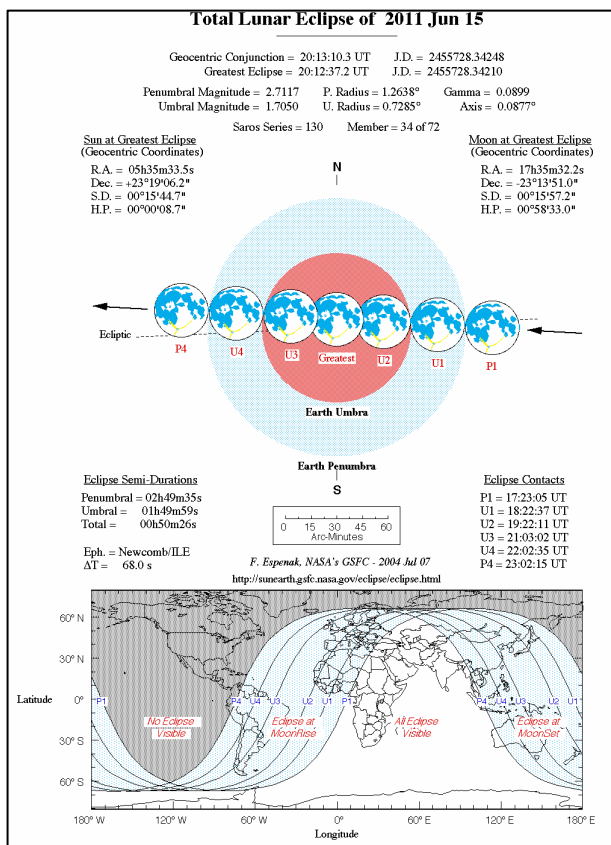 Total Lunar Eclipse of 2011 Jun 15
Geocentric Conjunction = 20:13:10.3 UT J.D. = 2455728.34248
Greatest Eclipse = 20:12:37.2 UT J.D. = 2455728.34210
Penumbral Magnitude = 2.7117 P. Radius = 1.2638° Gamma = 0.0899
Umbral Magnitude = 1.7050 U. Radius = 0.7285° Axis = 0.0877°
Saros Series = 130 Member = 34 of 72
Sun at Greatest Eclipse
(Geocentric Coordinates)
R.A. = 05h35m33.5s
Dec. = +23°19'06.2"
S.D. = 00°15'44.7"
H.P. = 00°00'08.7"
Moon at Greatest Eclipse
(Geocentric Coordinates)
R.A. = 17h35m32.2s
Dec. = -23°13'51.0"
S.D. = 00°15'57.2"
H.P. = 00°58'33.0"
N
Ecliptic
P4 U4 U3 Greatest U2 U1 P1
Earth Umbra
Earth Penumbra
S
Eclipse Semi-Durations
Penumbral = 02h49m35s
Umbral = 01h49m59s
Total = 00h50m26s
Eph. = Newcomb/ILE
ΔT = 68.0 s
0 15 30 45 60
Arc-Minutes
F. Espenak, NASA's GSFC - 2004 Jul 07
http://sunearth.gsfc.nasa.gov/eclipse/eclipse.html
Eclipse Contacts
P1 = 17:23:05 UT
U1 = 18:22:37 UT
U2 = 19:22:11 UT
U3 = 21:03:02 UT
U4 = 22:02:35 UT
P4 = 23:02:15 UT
60° N
30° N
Latitude
0°
30° S
60° S
P1 P4 U4 U3 U2 U1 P1 P4 U4 U3 U2 U1
No Eclipse
Visible
Eclipse at
MoonRise
All Eclipse
Visible
Eclipse at
MoonSet
180° W 120° W 60° W 0° 60° E 120° E 180° E
Longitude